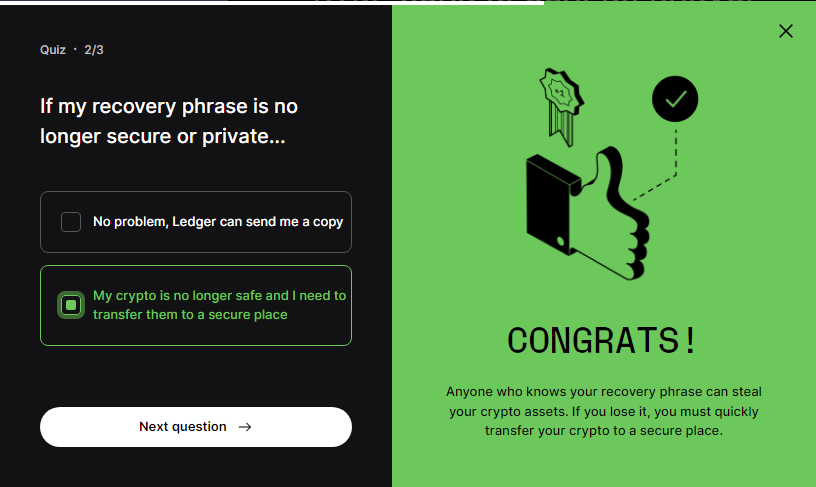 Quiz · 2/3
If my recovery phrase is no
longer secure or private...
No problem, Ledger can send me a copy
My crypto is no longer safe and I need to
transfer them to a secure place
Next question →
CONGRATS!
Anyone who knows your recovery phrase can steal
your crypto assets. If you lose it, you must quickly
transfer your crypto to a secure place.